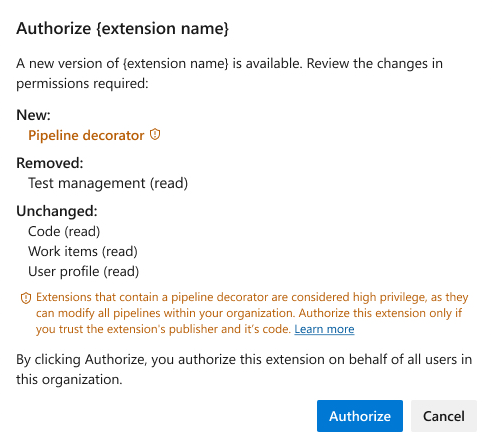 Authorize {extension name}
A new version of {extension name} is available. Review the changes in
permissions required:
New:
Pipeline decorator
Removed:
Test management (read)
Unchanged:
Code (read)
Work items (read)
User profile (read)
Extensions that contain a pipeline decorator are considered high privilege, as they
can modify all pipelines within your organization. Authorize this extension only if
you trust the extension's publisher and it's code. Learn more
By clicking Authorize, you authorize this extension on behalf of all users in
this organization.
Authorize Cancel